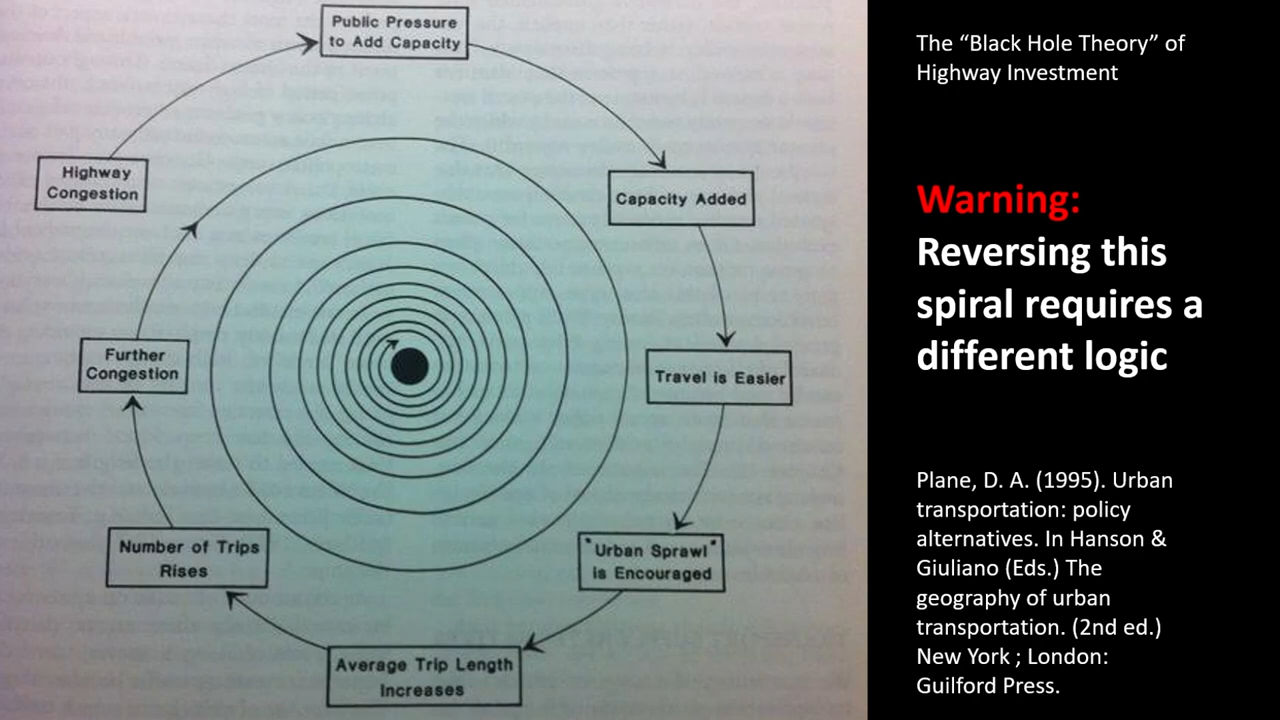 Public Pressure
to Add Capacity
Highway
Congestion
Capacity Added
Further
Congestion
Travel is Easier
Number of Trips
Rises
"Urban Sprawl"
is Encouraged
Average Trip Length
Increases
The “Black Hole Theory” of
Highway Investment
Warning:
Reversing this
spiral requires a
different logic
Plane, D. A. (1995). Urban
transportation: policy
alternatives. In Hanson &
Giuliano (Eds.) The
geography of urban
transportation. (2nd ed.)
New York ; London:
Guilford Press.